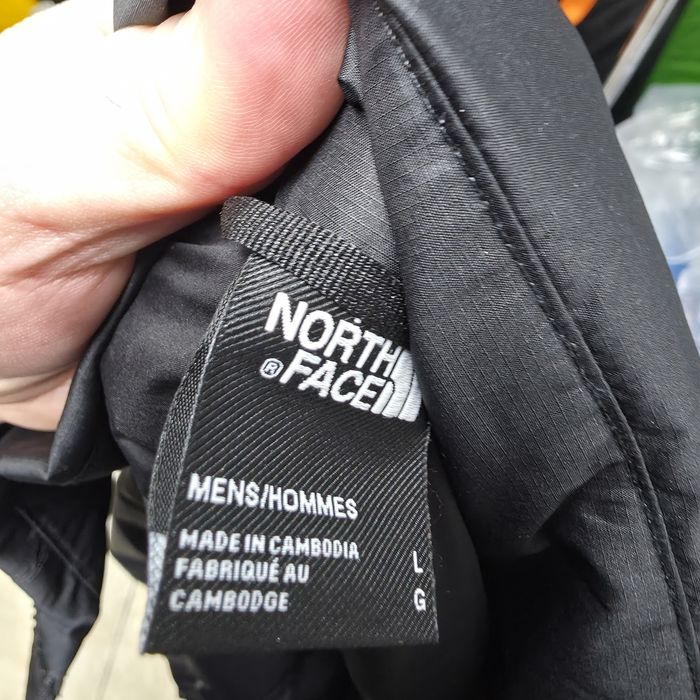 NORTH
® FACE
MENS/HOMMES
MADE IN CAMBODIA
FABRIQUÉ AU
CAMBODGE
L
G